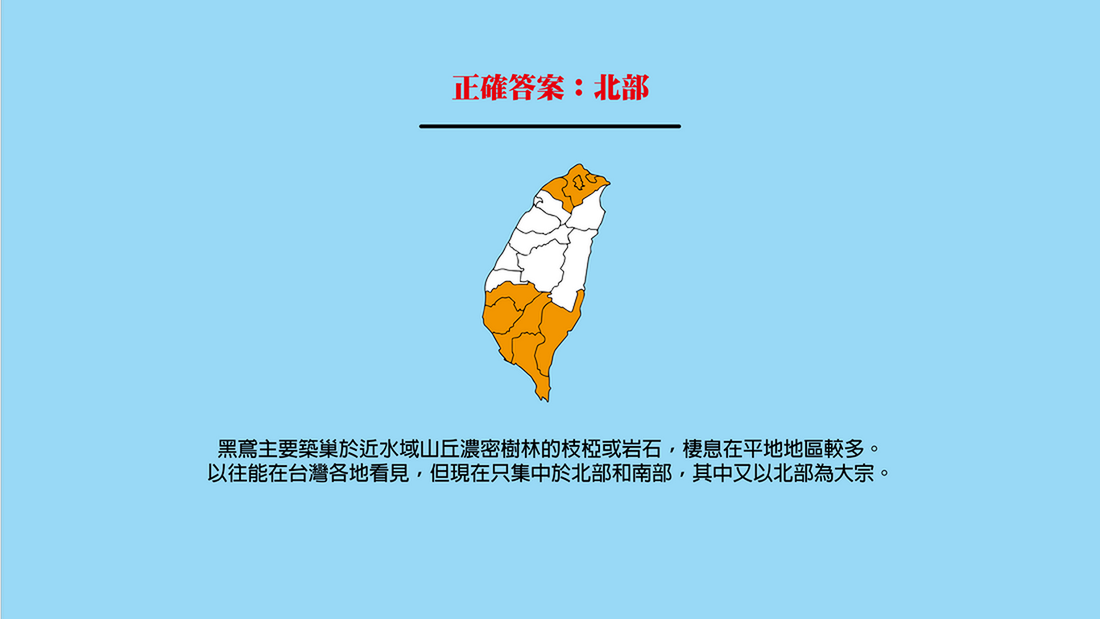 正確答案：北部
黑鳶主要築巢於近水域山丘濃密樹林的枝椏或岩石，棲息在平地地區較多。
以往能在台灣各地看見，但現在只集中於北部和南部，其中又以北部為大宗。